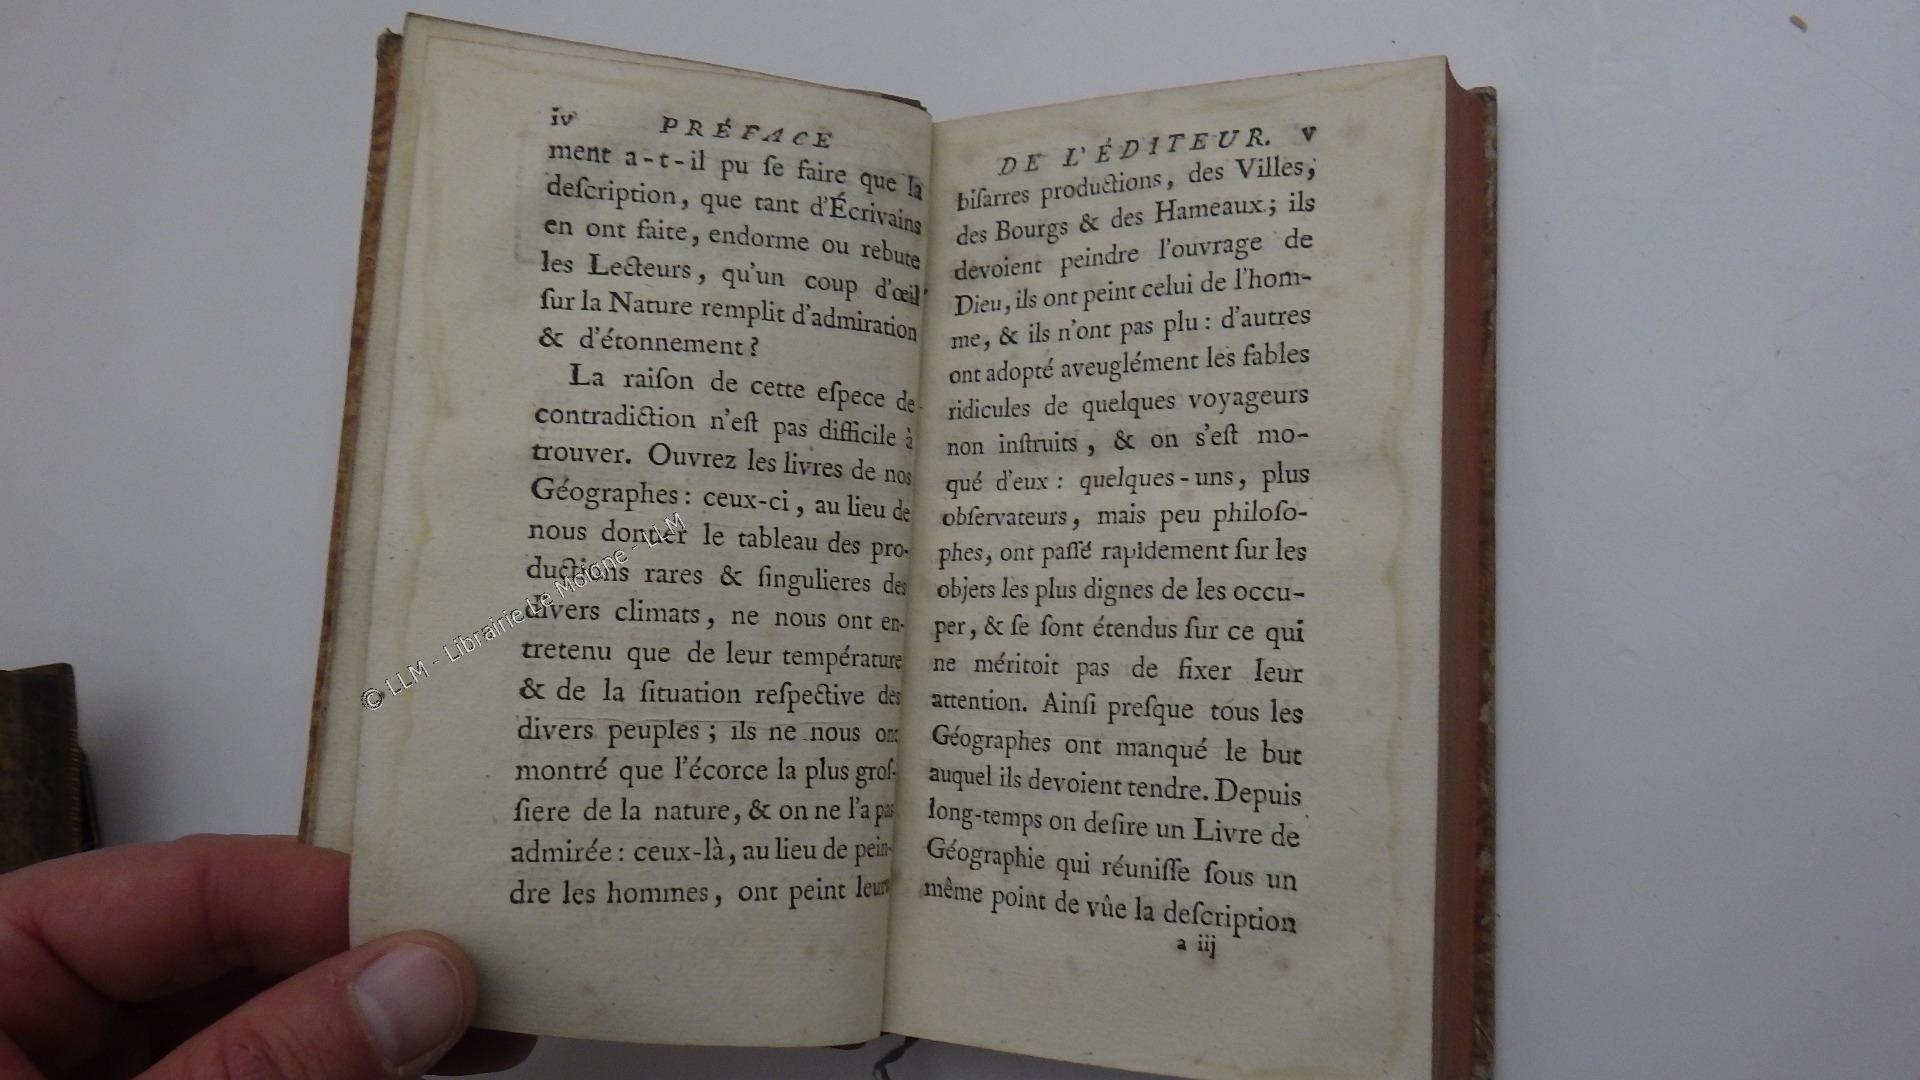 iv PRÉFACE
ment a-t-il pu ſe faire que la
deſcription, que tant d'Écrivains
en ont faite, endorme ou rebute
les Lecteurs, qu'un coup d'œil
ſur la Nature remplit d'admiration
& d'étonnement?
La raiſon de cette eſpece de
contradiction n'eſt pas difficile à
trouver. Ouvrez les livres de nos
Géographes: ceux-ci, au lieu de
nous donner le tableau des pro-
ductions rares & ſingulieres des
divers climats, ne nous ont en-
tretenu que de leur température
& de la ſituation reſpective des
divers peuples; ils ne nous ont
montré que l'écorce la plus groſ-
ſiere de la nature, & on ne l'a pas
admirée: ceux-là, au lieu de pein-
dre les hommes, ont peint leurs
DE L'ÉDITEUR. v
biſarres productions, des Villes,
des Bourgs & des Hameaux; ils
devoient peindre l'ouvrage de
Dieu, ils ont peint celui de l'hom-
me, & ils n'ont pas plu: d'autres
ont adopté aveuglément les fables
ridicules de quelques voyageurs
non inſtruits, & on s'eſt mo-
qué d'eux: quelques-uns, plus
obſervateurs, mais peu philoſo-
phes, ont paſſé rapidement ſur les
objets les plus dignes de les occu-
per, & ſe ſont étendus ſur ce qui
ne méritoit pas de fixer leur
attention. Ainſi preſque tous les
Géographes ont manqué le but
auquel ils devoient tendre. Depuis
long-temps on deſire un Livre de
Géographie qui réuniſſe ſous un
même point de vûe la deſcription
a iij
© LLM - Librairie Le Moigne - LLM